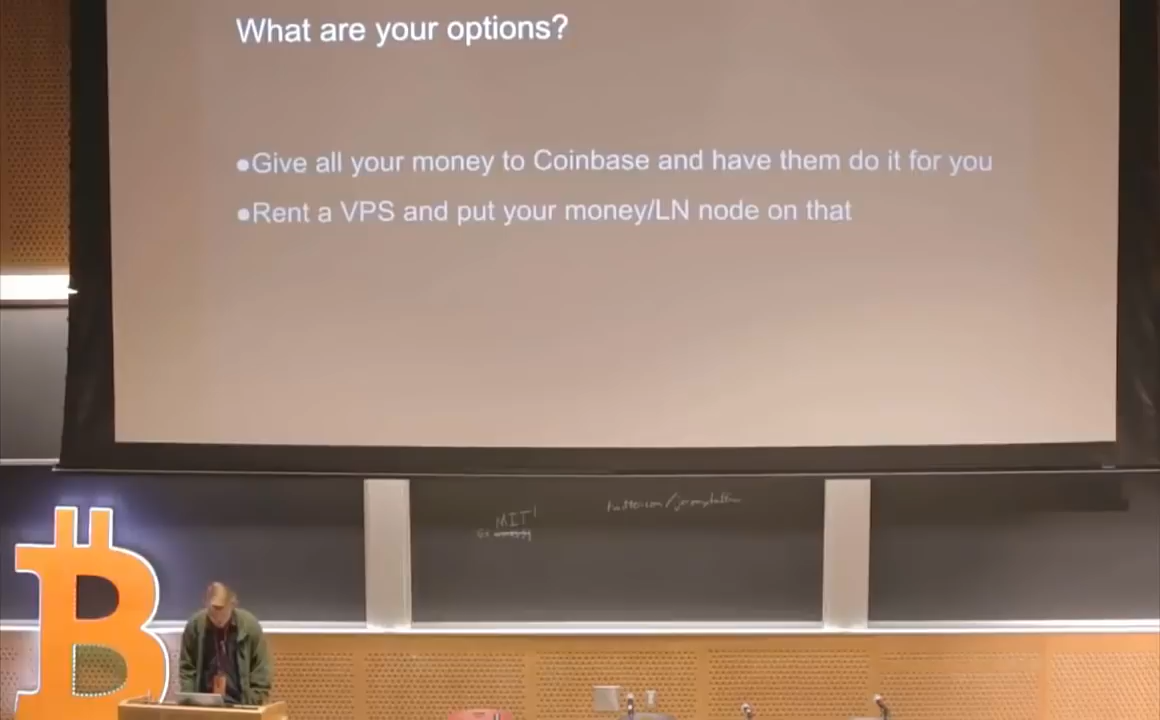 What are your options?
●Give all your money to Coinbase and have them do it for you
●Rent a VPS and put your money/LN node on that
MIT